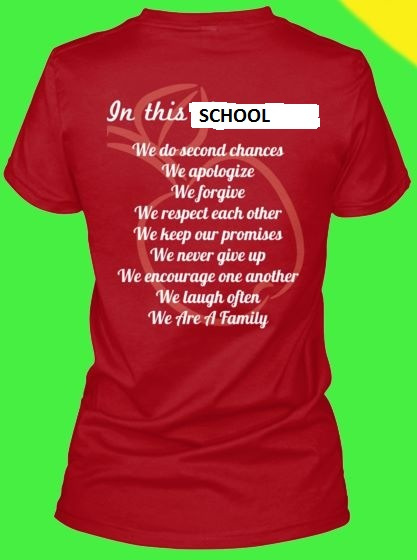 In this SCHOOL
We do second chances
We apologize
We forgive
We respect each other
We keep our promises
We never give up
We encourage one another
We laugh often
We Are A Family